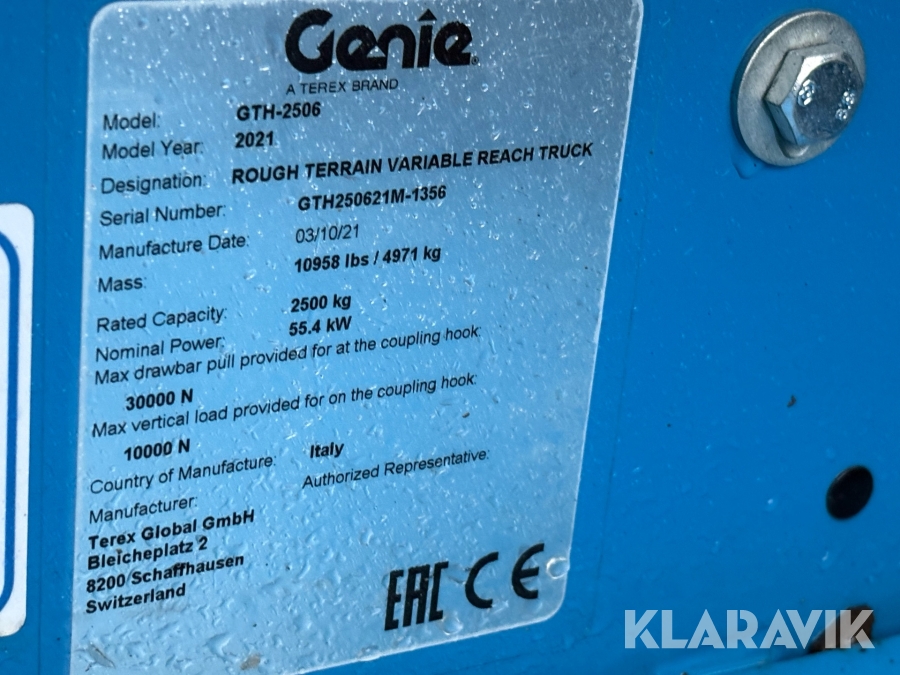 Genie
A TEREX BRAND
Model: GTH-2506
Model Year: 2021
Designation: ROUGH TERRAIN VARIABLE REACH TRUCK
Serial Number: GTH250621M-1356
Manufacture Date: 03/10/21
Mass: 10958 lbs / 4971 kg
Rated Capacity: 2500 kg
Nominal Power: 55.4 kW
Max drawbar pull provided for at the coupling hook:
30000 N
Max vertical load provided for on the coupling hook:
10000 N
Country of Manufacture: Italy
Manufacturer: Authorized Representative:
Terex Global GmbH
Bleicheplatz 2
8200 Schaffhausen
Switzerland
EAC CE
KLARAVIK